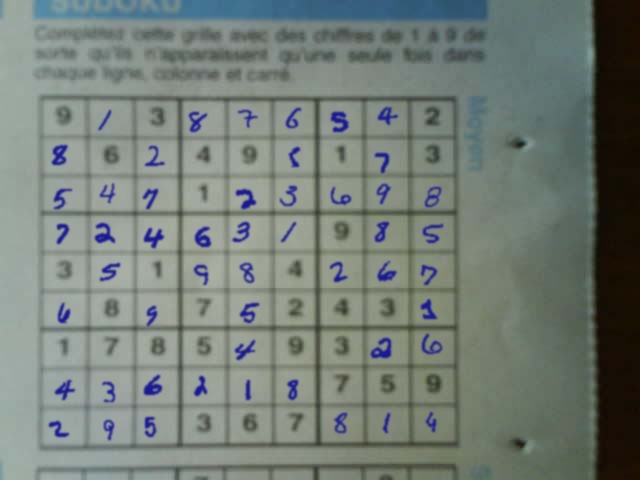 SUDOKU
Complétez cette grille avec des chiffres de 1 à 9 de
sorte qu'ils n'apparaissent qu'une seule fois dans
chaque ligne, colonne et carré.
Moyen
9 1 3 8 7 6 5 4 2
8 6 2 4 9 5 1 7 3
5 4 7 1 2 3 6 9 8
7 2 4 6 3 1 9 8 5
3 5 1 9 8 4 2 6 7
6 8 9 7 5 2 4 3 1
1 7 8 5 4 9 3 2 6
4 3 6 2 1 8 7 5 9
2 9 5 3 6 7 8 1 4